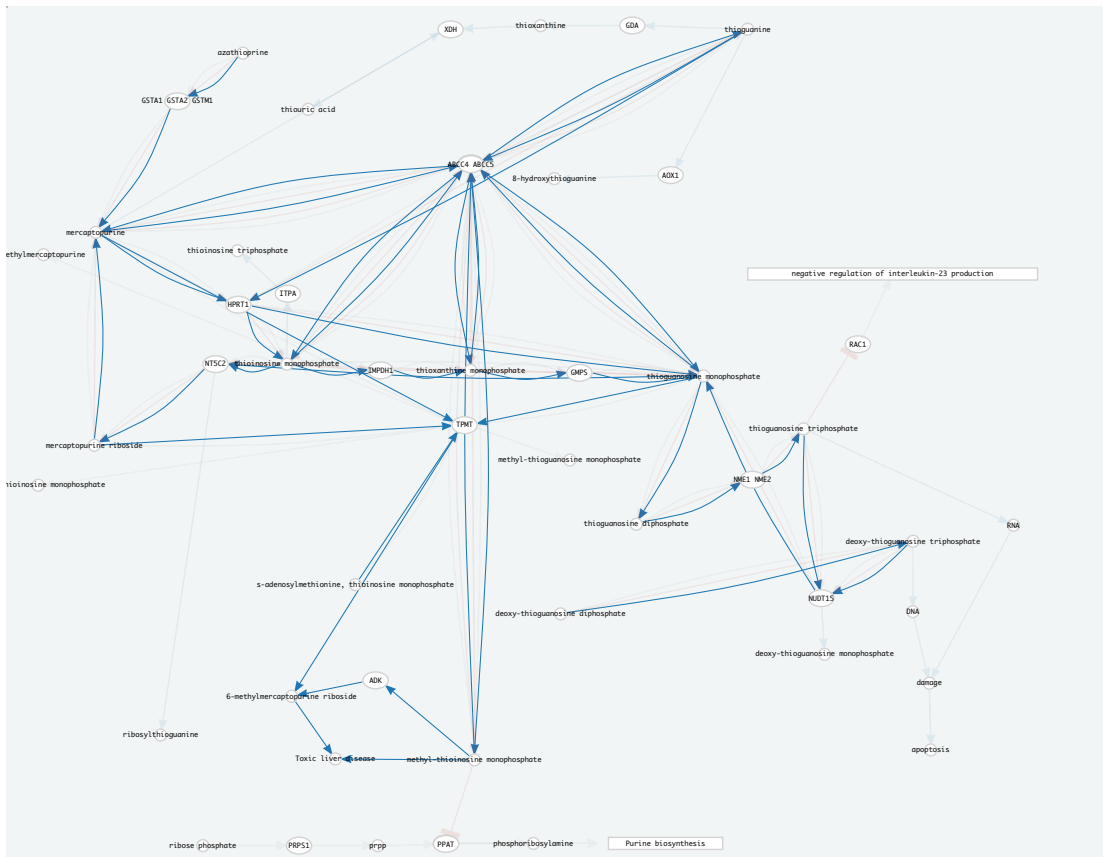 XDH
thioxanthine
GDA
thioguanine
azathioprine
GSTA1 GSTA2 GSTM1
thiouric acid
ABCC4 ABCC5
8-hydroxythioguanine
AOX1
mercaptopurine
ethylmercaptopurine
thioinosine triphosphate
negative regulation of interleukin-23 production
ITPA
HPRT1
RAC1
NT5C2
thioinosine monophosphate
IMPDH1
thioxanthine monophosphate
GMPS
thioguanosine monophosphate
TPMT
thioguanosine triphosphate
mercaptopurine riboside
methyl-thioguanosine monophosphate
NME1 NME2
hioinosine monophosphate
thioguanosine diphosphate
RNA
deoxy-thioguanosine triphosphate
s-adenosylmethionine, thioinosine monophosphate
NUDT15
deoxy-thioguanosine diphosphate
DNA
deoxy-thioguanosine monophosphate
ADK
damage
6-methylmercaptopurine riboside
ribosylthioguanine
apoptosis
Toxic liver disease
methyl-thioinosine monophosphate
ribose phosphate
PRPS1
prpp
PPAT
phosphoribosylamine
Purine biosynthesis